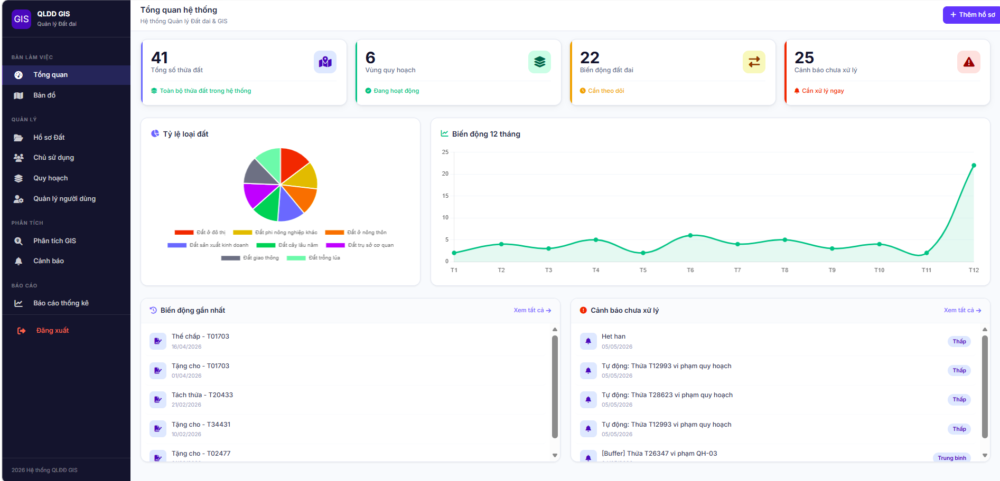 GIS
QLDD GIS
Quản lý Đất đai
BÀN LÀM VIỆC
Tổng quan
Bản đồ
QUẢN LÝ
Hồ sơ Đất
Chủ sử dụng
Quy hoạch
Quản lý người dùng
PHÂN TÍCH
Phân tích GIS
Cảnh báo
BÁO CÁO
Báo cáo thống kê
Đăng xuất
2026 Hệ thống QLĐĐ GIS
Tổng quan hệ thống
Hệ thống Quản lý Đất đai & GIS
+ Thêm hồ sơ
41
Tổng số thửa đất
Toàn bộ thửa đất trong hệ thống
6
Vùng quy hoạch
Đang hoạt động
22
Biến động đất đai
Cần theo dõi
25
Cảnh báo chưa xử lý
Cần xử lý ngay
Tỷ lệ loại đất
Đất ở đô thị Đất phi nông nghiệp khác Đất ở nông thôn
Đất sản xuất kinh doanh Đất cây lâu năm Đất trụ sở cơ quan
Đất giao thông Đất trồng lúa
Biến động 12 tháng
25
20
15
10
5
0
T1 T2 T3 T4 T5 T6 T7 T8 T9 T10 T11 T12
Biến động gần nhất
Xem tất cả →
Thế chấp - T01703
16/04/2026
Tặng cho - T01703
01/04/2026
Tách thửa - T20433
21/02/2026
Tặng cho - T34431
10/02/2026
Tặng cho - T02477
Cảnh báo chưa xử lý
Xem tất cả →
Het han
05/05/2026
Thấp
Tự động: Thửa T12993 vi phạm quy hoạch
05/05/2026
Thấp
Tự động: Thửa T28623 vi phạm quy hoạch
05/05/2026
Thấp
Tự động: Thửa T12993 vi phạm quy hoạch
05/05/2026
Thấp
[Buffer] Thửa T26347 vi phạm QH-03
Trung bình